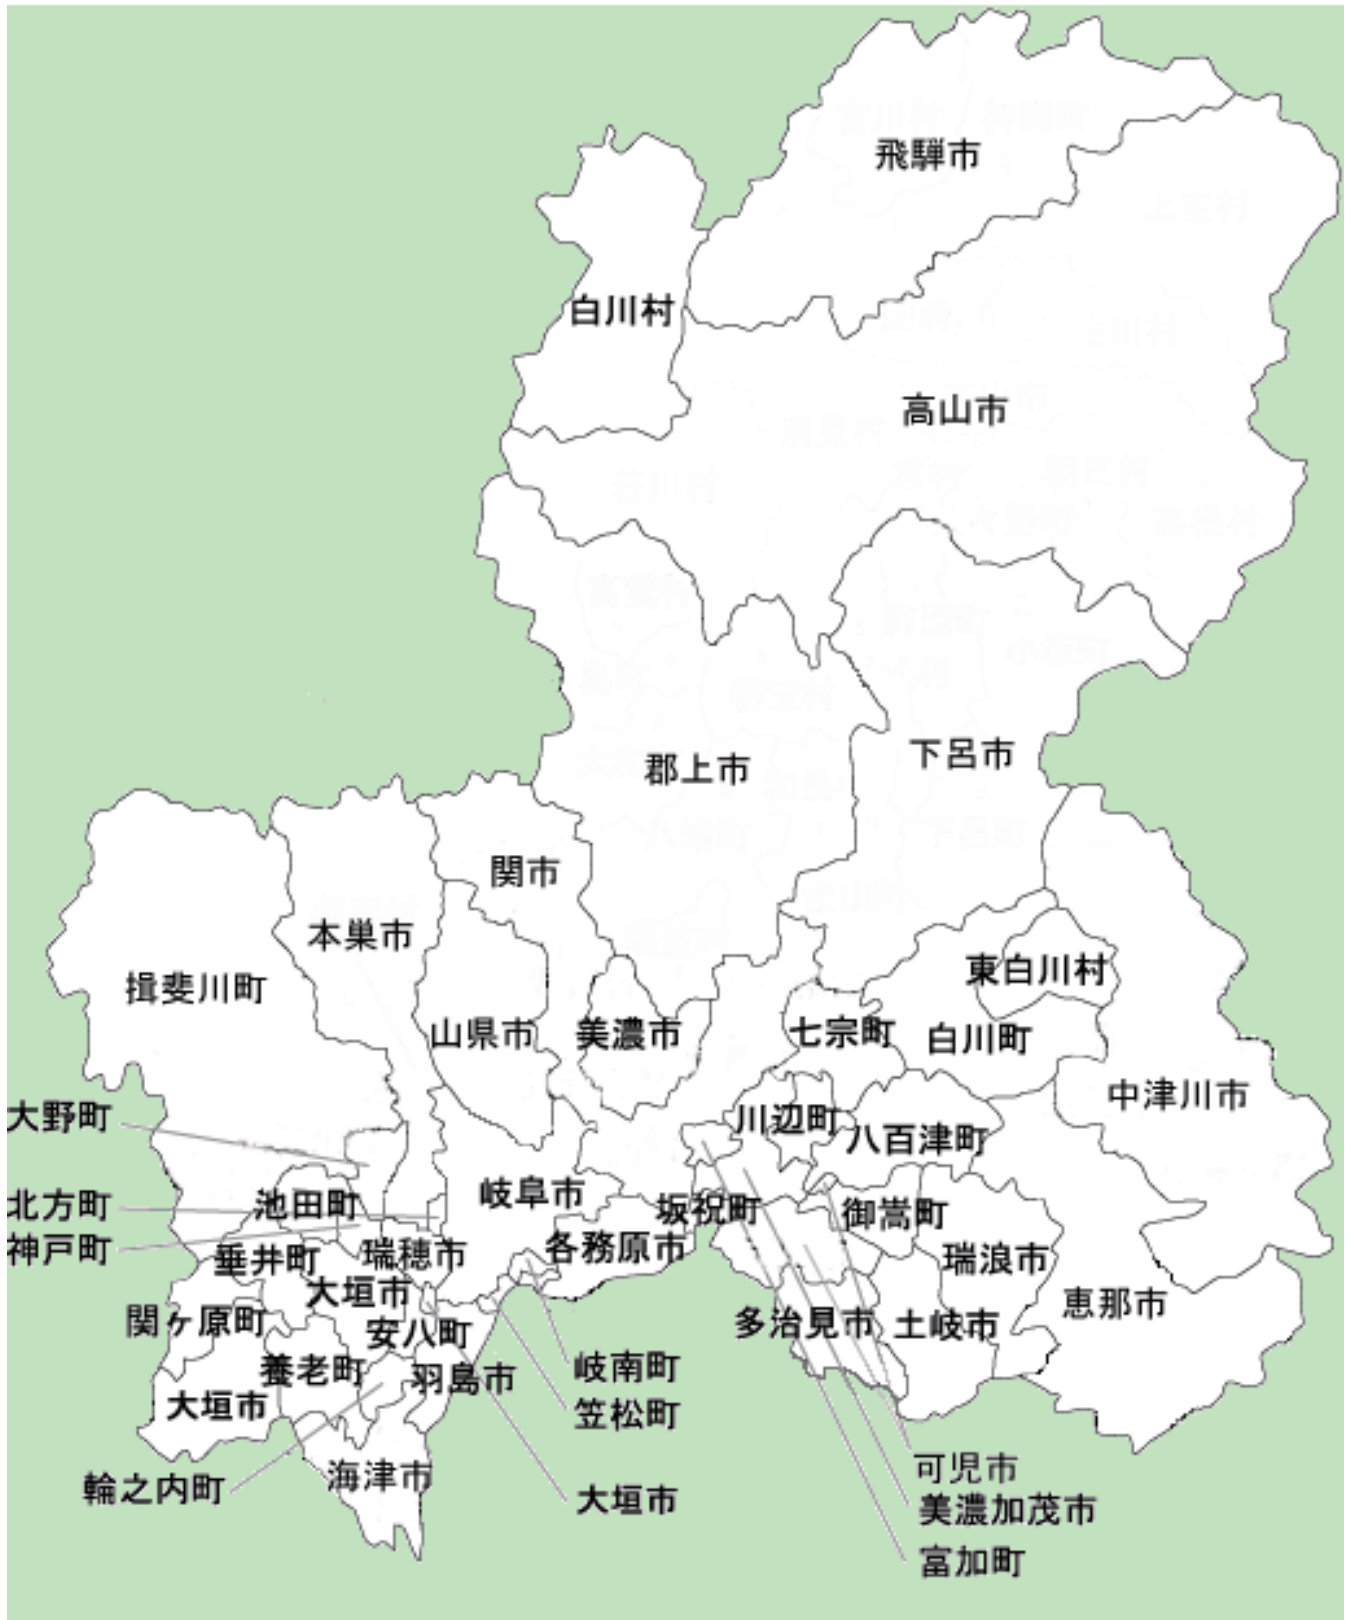 飛騨市
白川村
高山市
下呂市
郡上市
関市
本巣市
東白川村
揖斐川町
山県市
美濃市
七宗町
白川町
中津川市
大野町
川辺町
八百津町
池田町
岐阜市
北方町
坂祝町
御嵩町
神戸町
垂井町
瑞穂市
各務原市
瑞浪市
大垣市
恵那市
関ヶ原町
安八町
多治見市
土岐市
養老町
羽島市
岐南町
大垣市
笠松町
海津市
可児市
輪之内町
大垣市
美濃加茂市
富加町